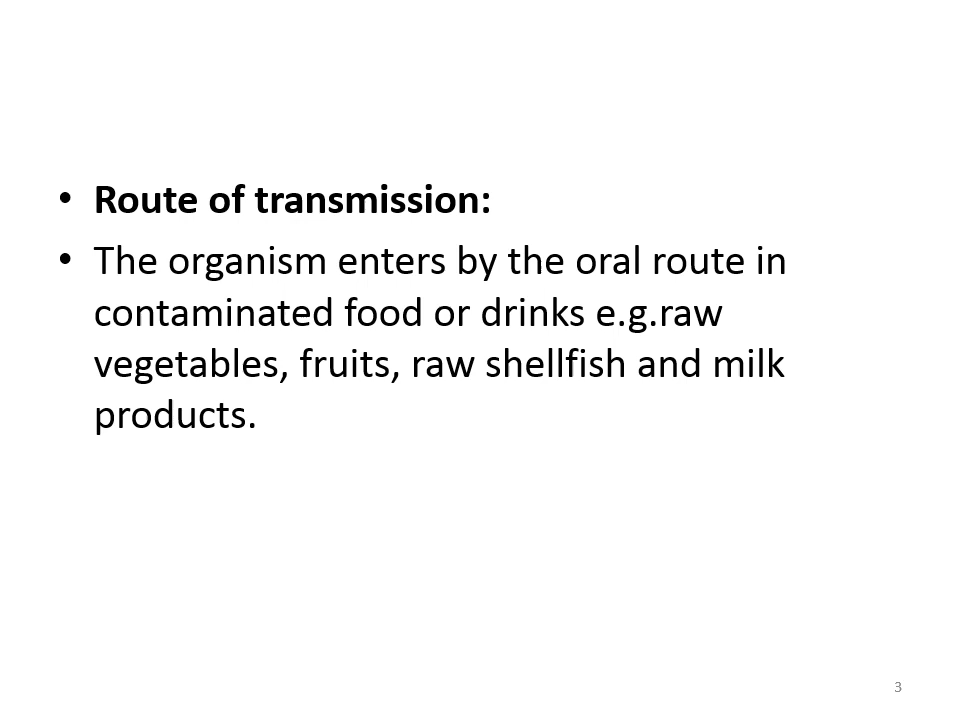 • Route of transmission:
• The organism enters by the oral route in
contaminated food or drinks e.g.raw
vegetables, fruits, raw shellfish and milk
products.
3